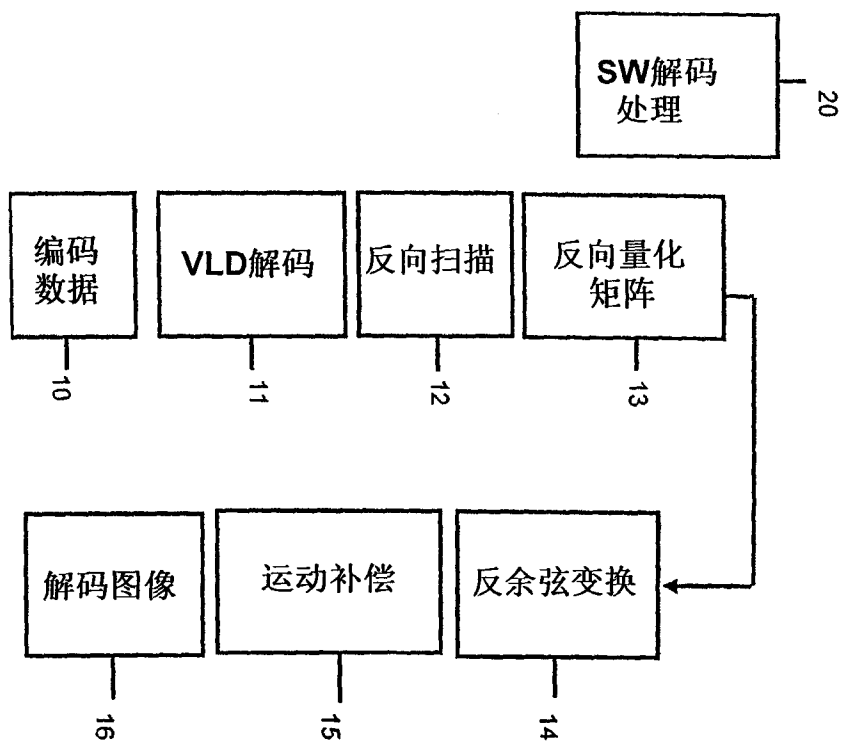 SW解码
处理
20
编码
数据
VLD解码
反向扫描
反向量化
矩阵
10
11
12
13
解码图像
运动补偿
反余弦变换
16
15
14